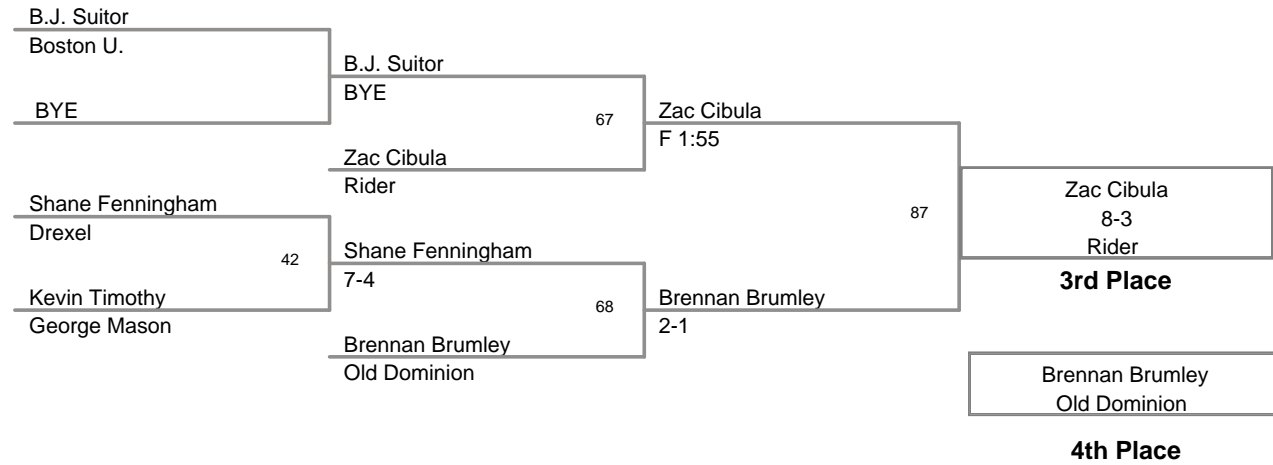 B.J. Suitor
Boston U.
BYE
B.J. Suitor
BYE
67
Zac Cibula
F 1:55
Zac Cibula
Rider
Shane Fenningham
Drexel
42
Shane Fenningham
7-4
Kevin Timothy
George Mason
68
Brennan Brumley
2-1
Brennan Brumley
Old Dominion
87
Zac Cibula
8-3
Rider
3rd Place
Brennan Brumley
Old Dominion
4th Place